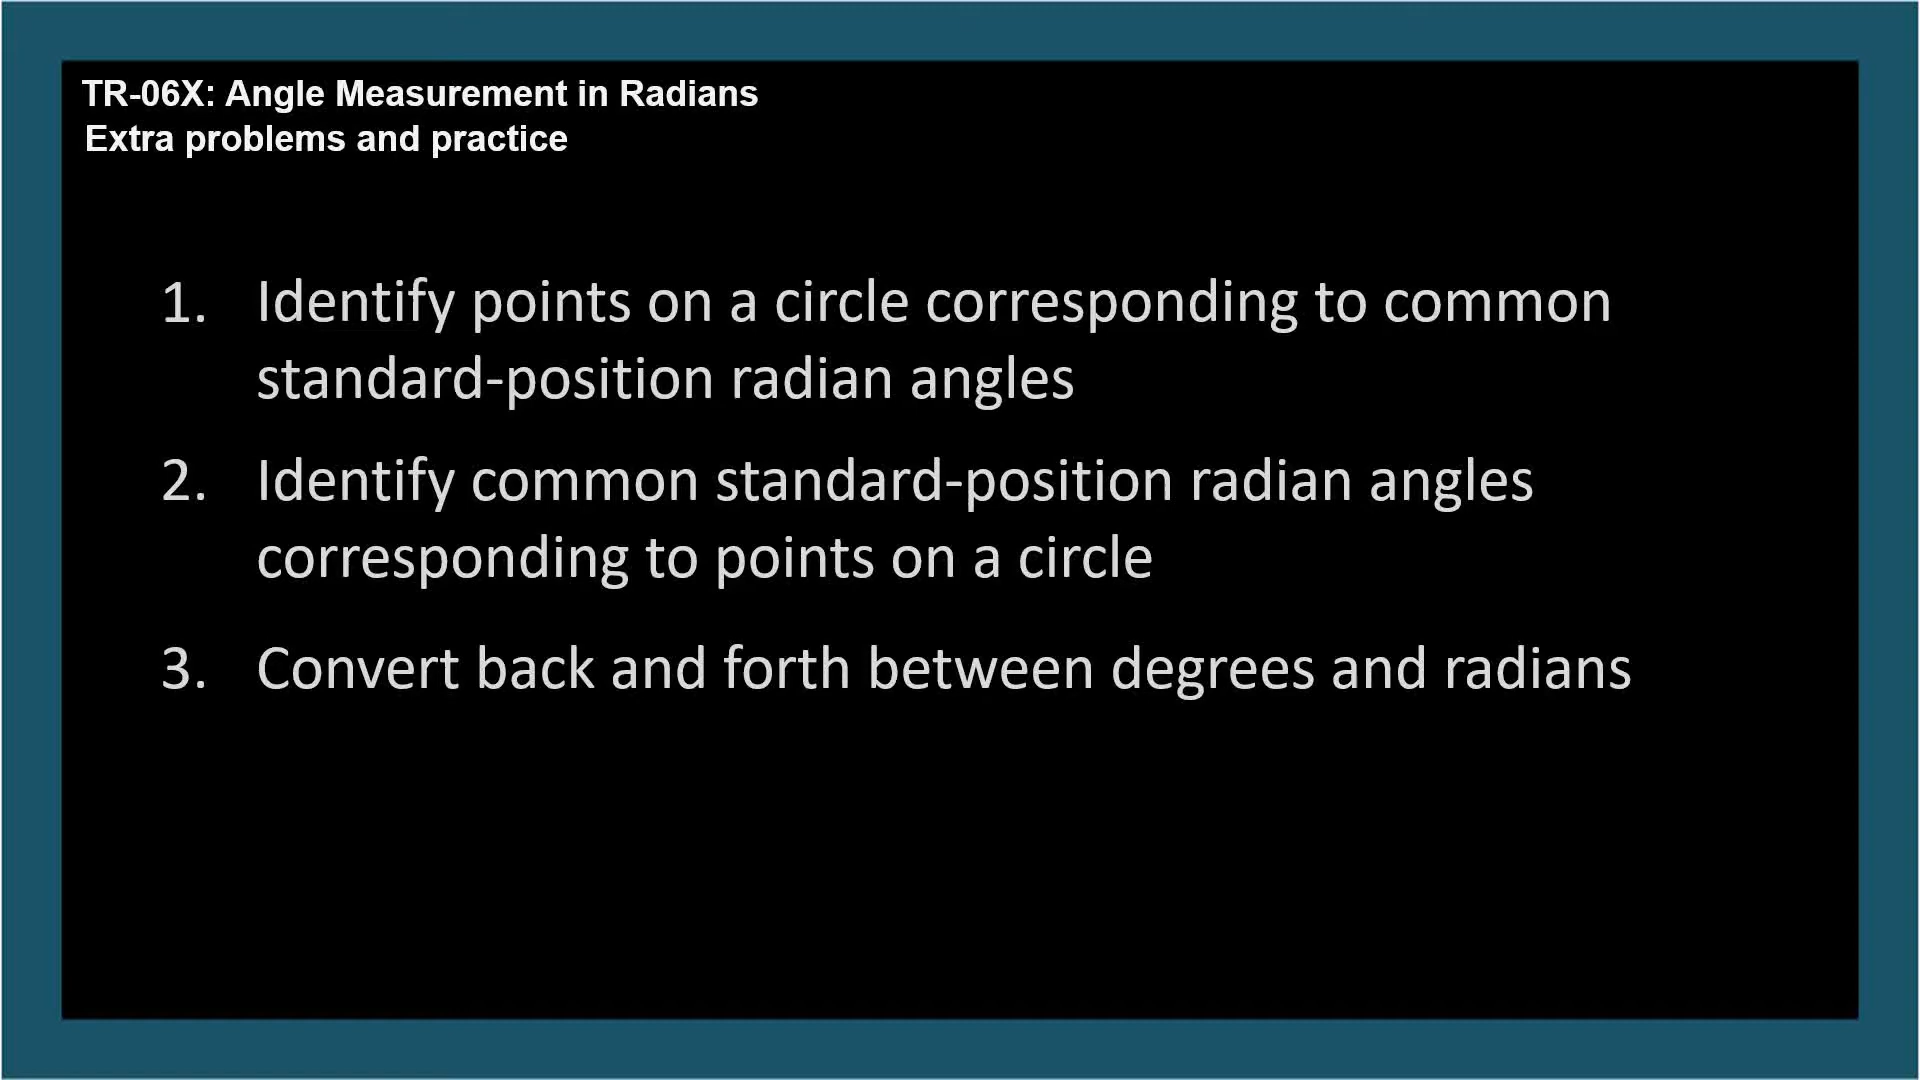 TR-06X: Angle Measurement in Radians
Extra problems and practice
1. Identify points on a circle corresponding to common
standard-position radian angles
2. Identify common standard-position radian angles
corresponding to points on a circle
3. Convert back and forth between degrees and radians